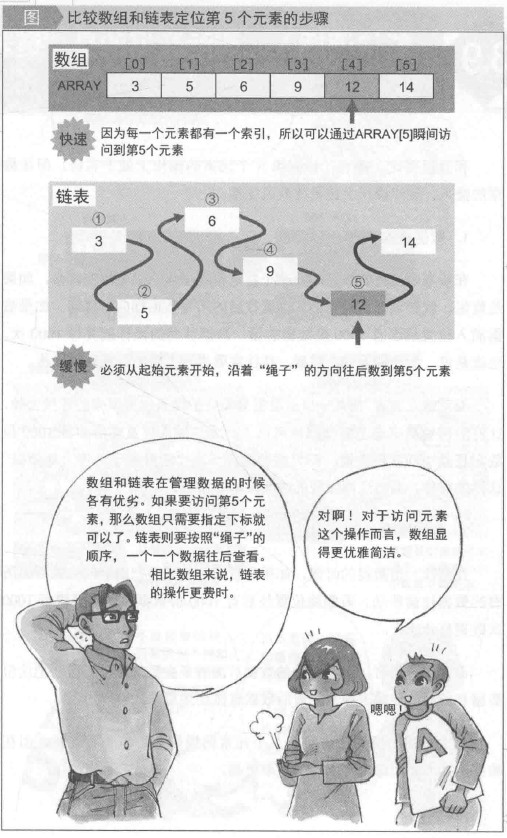 图 比较数组和链表定位第 5 个元素的步骤
数组 [0] [1] [2] [3] [4] [5]
ARRAY 3 5 6 9 12 14
快速 因为每一个元素都有一个索引，所以可以通过ARRAY[5]瞬间访
问到第5个元素
链表
① ③
3 6 14
④
9
② ⑤
5 12
缓慢 必须从起始元素开始，沿着“绳子”的方向往后数到第5个元素
数组和链表在管理数据的时候
各有优劣。如果要访问第5个元
素，那么数组只需要指定下标就
可以了。链表则要按照“绳子”的
顺序，一个一个数据往后查看。
相比数组来说，链表
的操作更费时。
对啊！对于访问元素
这个操作而言，数组显
得更优雅简洁。
嗯嗯！
A